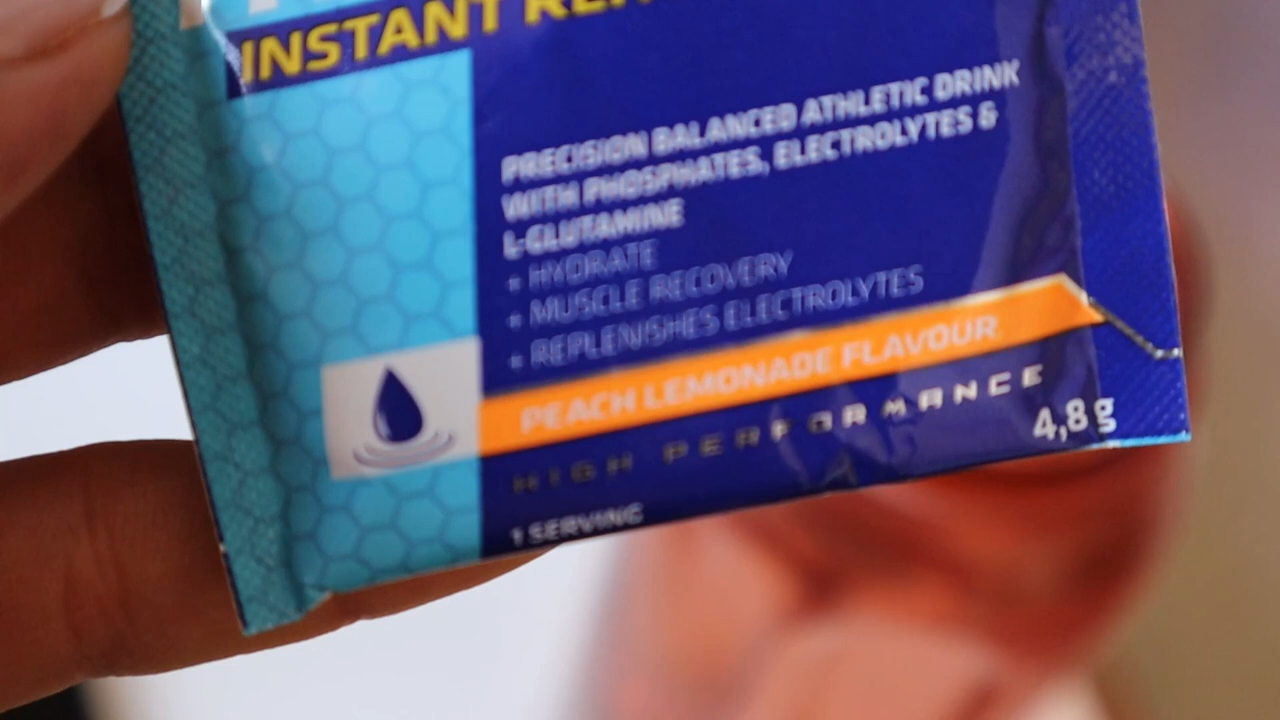 INSTANT
PRECISION BALANCED ATHLETIC DRINK
WITH PHOSPHATES, ELECTROLYTES &
L-GLUTAMINE
• HYDRATE
• MUSCLE RECOVERY
• REPLENISHES ELECTROLYTES
PEACH LEMONADE FLAVOUR
HIGH PERFORMANCE
4,8 g
1 SERVING